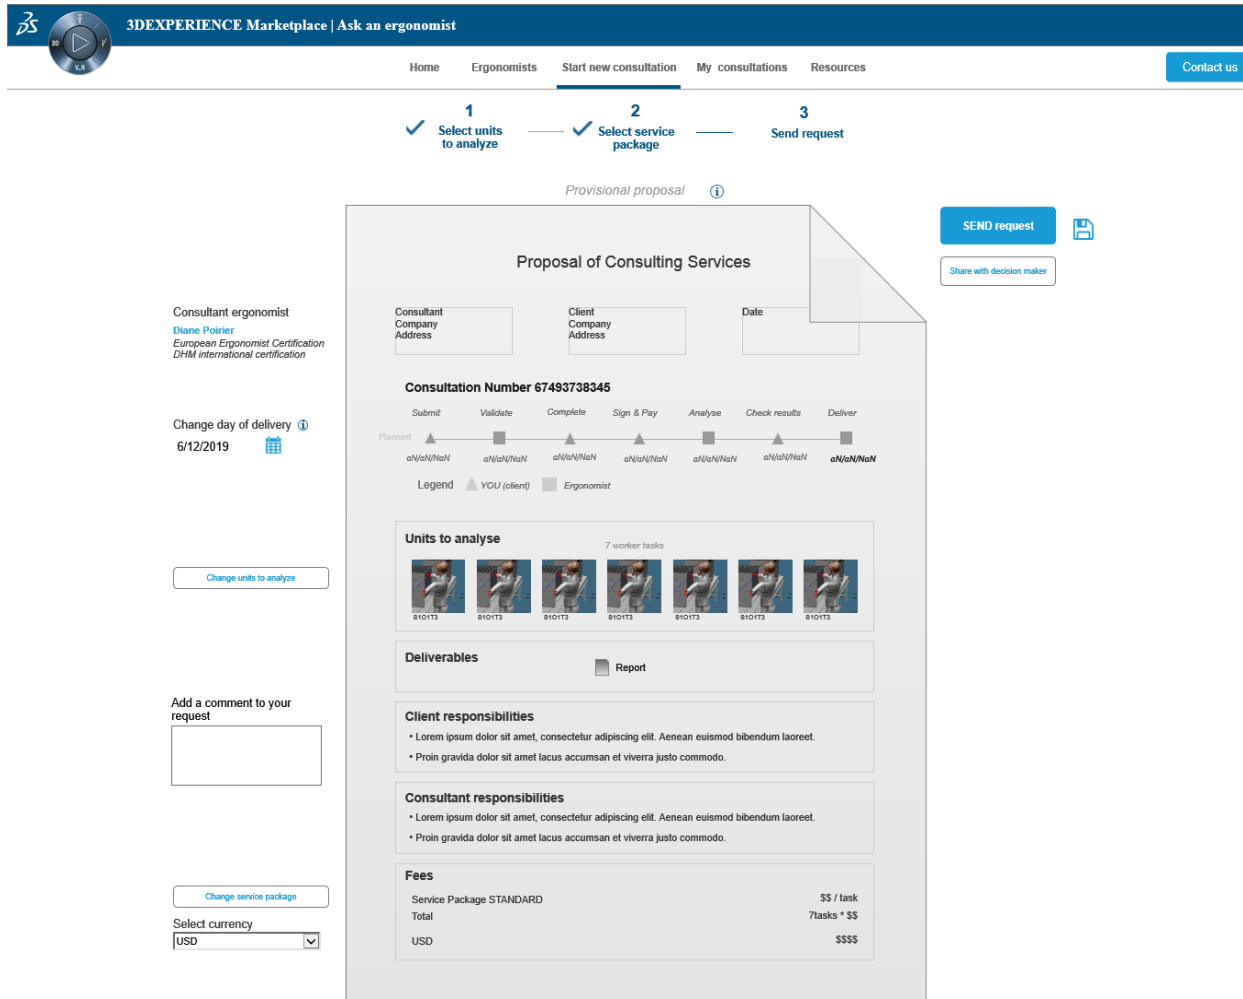 3DEXPERIENCE Marketplace | Ask an ergonomist
3D
V.R
Home Ergonomists Start new consultation My consultations Resources
Contact us
1
Select units
to analyze
2
Select service
package
3
Send request
Provisional proposal
SEND request
Share with decision maker
Proposal of Consulting Services
Consultant ergonomist
Diane Poirier
European Ergonomist Certification
DHM international certification
Consultant
Company
Address
Client
Company
Address
Date
Consultation Number 67493738345
Submit Validate Complete Sign & Pay Analyse Check results Deliver
Planned
aN/aN/NaN aN/aN/NaN aN/aN/NaN aN/aN/NaN aN/aN/NaN aN/aN/NaN aN/aN/NaN
Legend YOU (client) Ergonomist
Change day of delivery
6/12/2019
Units to analyse
7 worker tasks
81O1T3 81O1T3 81O1T3 81O1T3 81O1T3 81O1T3 81O1T3
Change units to analyze
Deliverables
Report
Add a comment to your
request
Client responsibilities
• Lorem ipsum dolor sit amet, consectetur adipiscing elit. Aenean euismod bibendum laoreet.
• Proin gravida dolor sit amet lacus accumsan et viverra justo commodo.
Consultant responsibilities
• Lorem ipsum dolor sit amet, consectetur adipiscing elit. Aenean euismod bibendum laoreet.
• Proin gravida dolor sit amet lacus accumsan et viverra justo commodo.
Fees
Service Package STANDARD $$ / task
Total 7tasks * $$
USD $$$$
Change service package
Select currency
USD